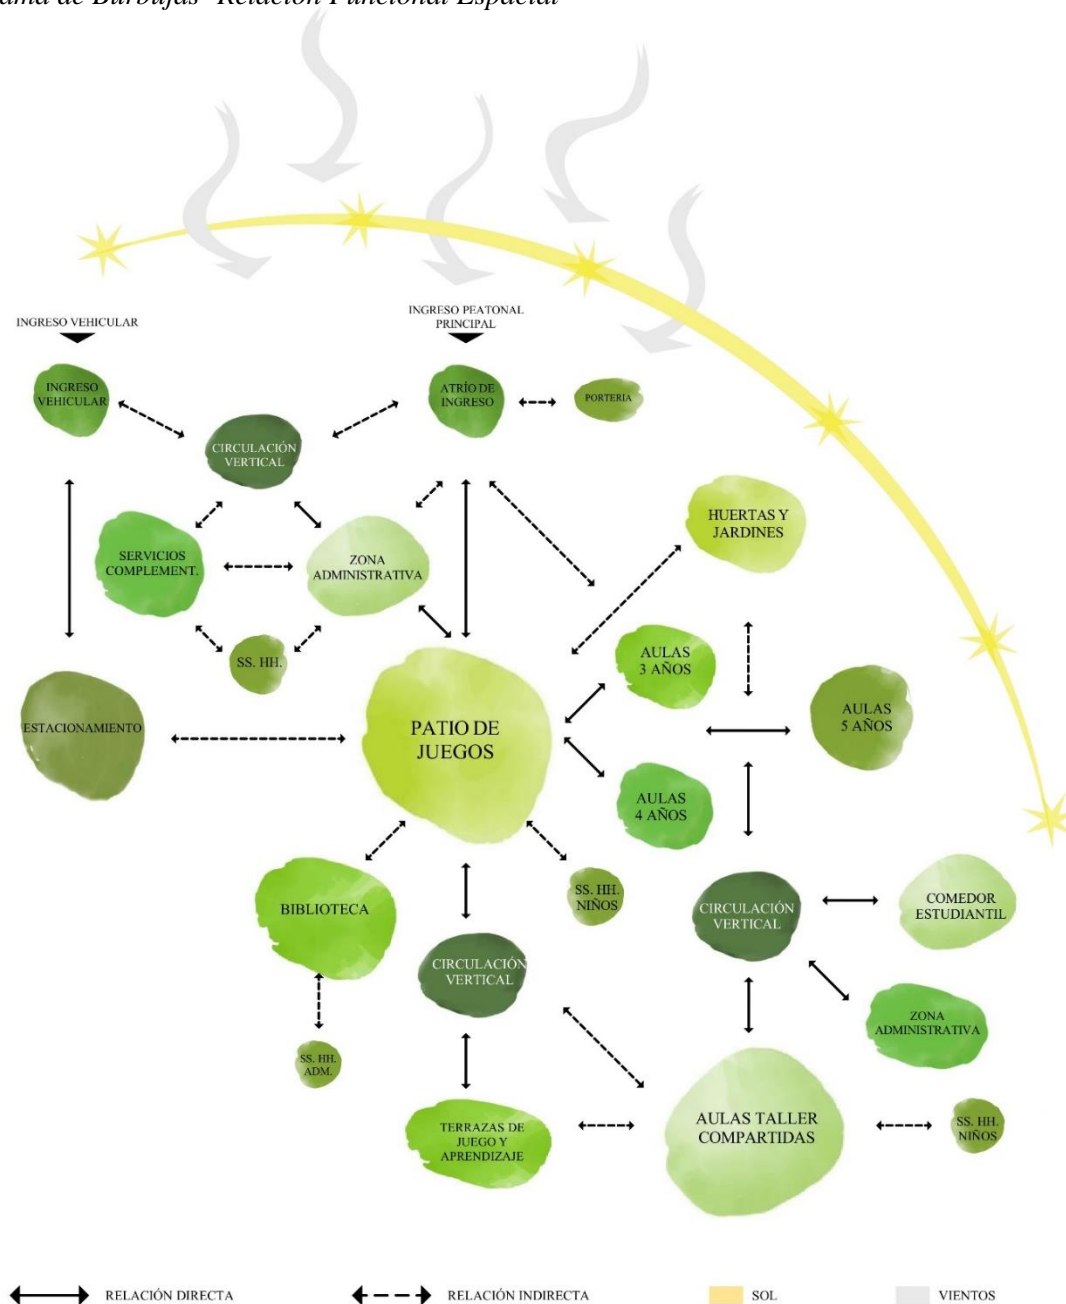 de Burbujas Relación Funcional Espacial
INGRESO VEHICULAR
INGRESO PEATONAL
PRINCIPAL
INGRESO
VEHICULAR
ATRÍO DE
INGRESO
PORTERIA
CIRCULACIÓN
VERTICAL
HUERTAS Y
JARDINES
SERVICIOS
COMPLEMENT.
ZONA
ADMINISTRATIVA
SS. HH.
AULAS
3 AÑOS
ESTACIONAMIENTO
PATIO DE
JUEGOS
AULAS
5 AÑOS
AULAS
4 AÑOS
BIBLIOTECA
SS. HH.
NIÑOS
CIRCULACIÓN
VERTICAL
COMEDOR
ESTUDIANTIL
CIRCULACIÓN
VERTICAL
ZONA
ADMINISTRATIVA
SS. HH.
ADM.
TERRAZAS DE
JUEGO Y
APRENDIZAJE
AULAS TALLER
COMPARTIDAS
SS. HH.
NIÑOS
RELACIÓN DIRECTA
RELACIÓN INDIRECTA
SOL
VIENTOS